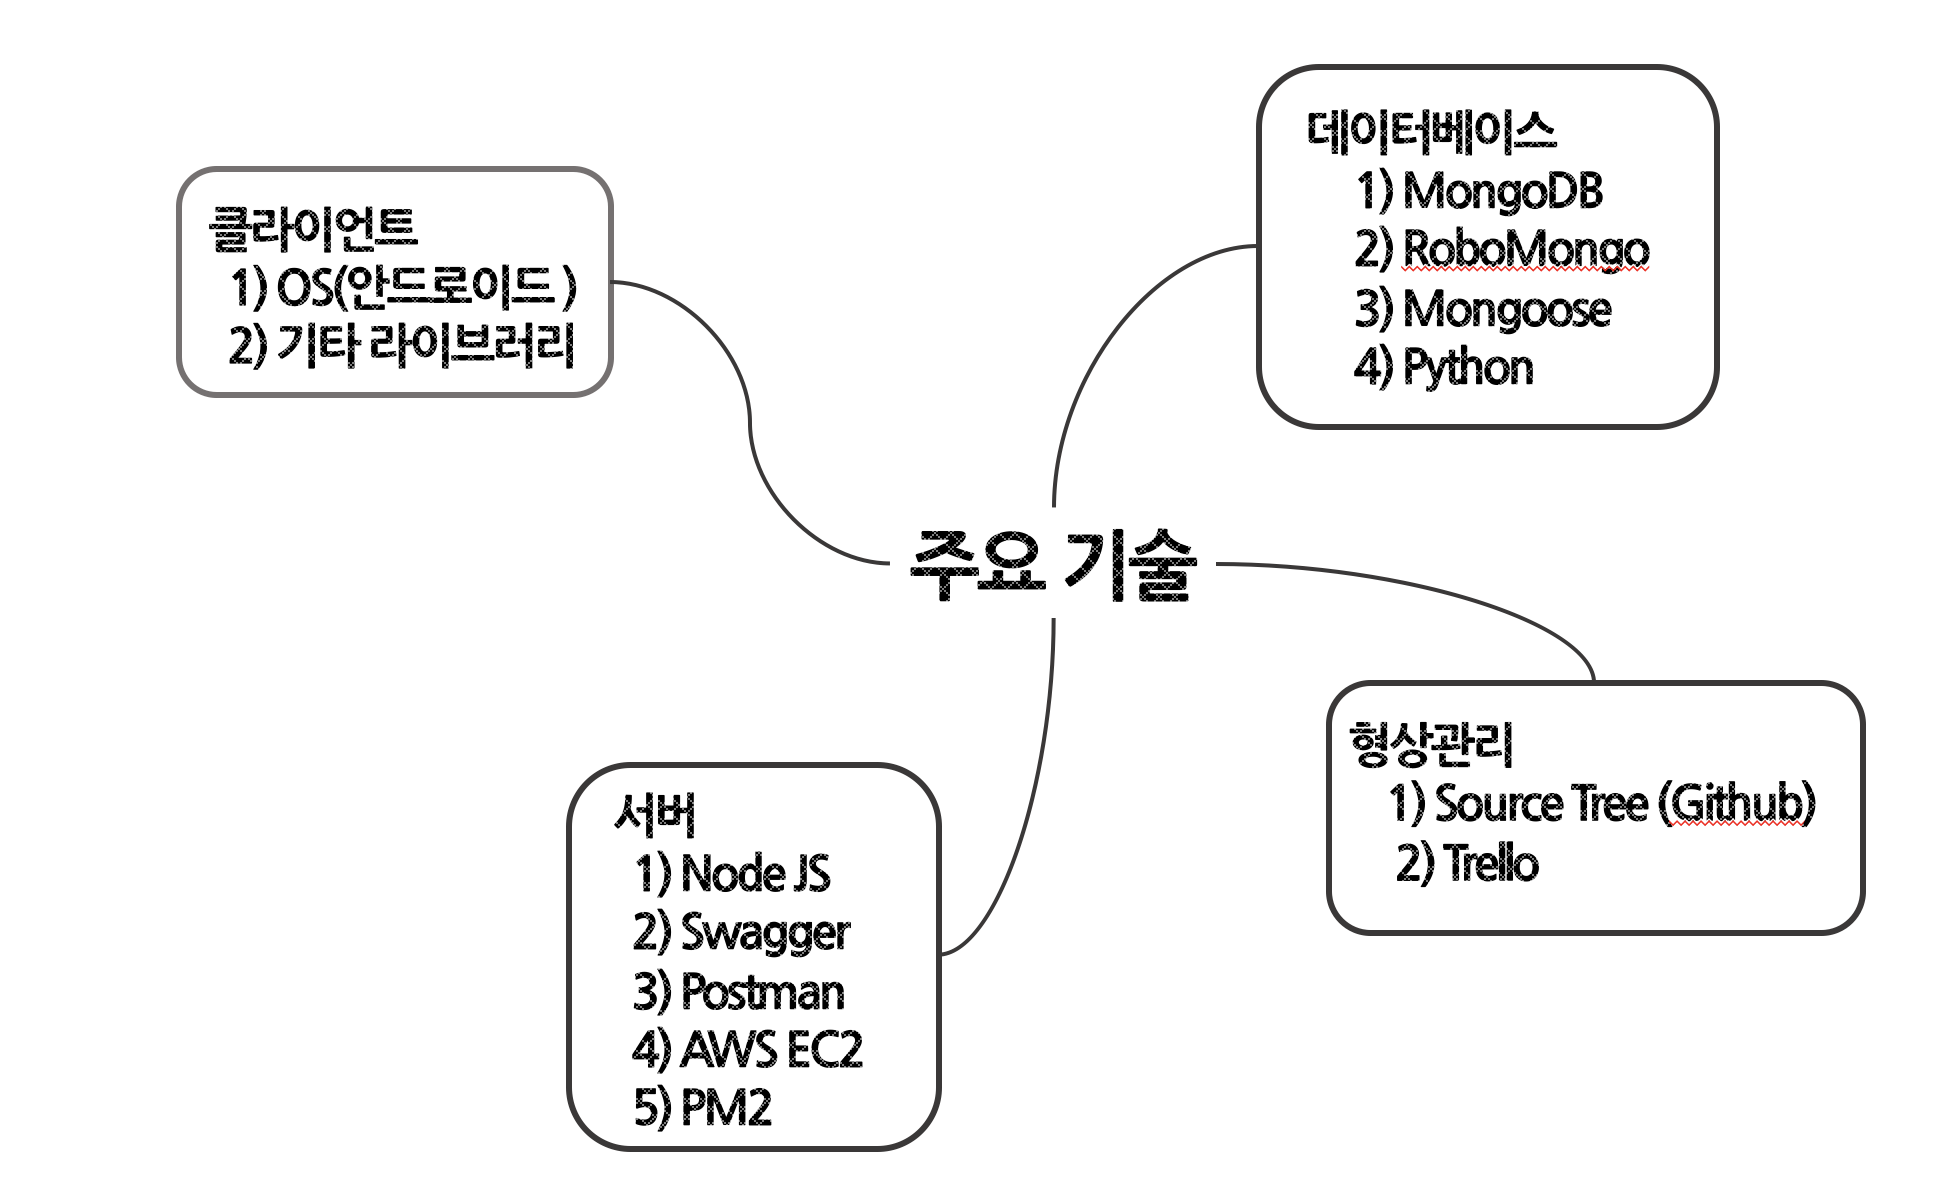 클라이언트
1) OS(안드로이드 )
2) 기타 라이브러리
데이터베이스
1) MongoDB
2) RoboMongo
3) Mongoose
4) Python
주요 기술
서버
1) Node JS
2) Swagger
3) Postman
4) AWS EC2
5) PM2
형상관리
1) Source Tree (Github)
2) Trello